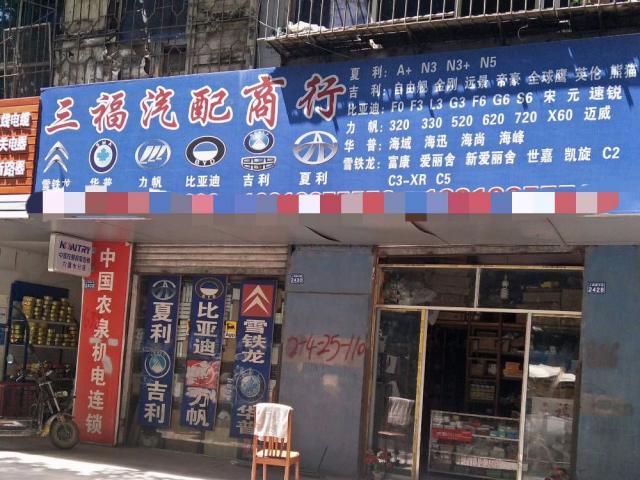 三福汽配商行
夏利: A+ N3 N3+ N5
吉利: 自由舰 金刚 远景 帝豪 全球鹰 英伦 熊猫
比亚迪: F0 F3 L3 G3 F6 G6 S6 宋 元 速锐
力帆: 320 330 520 620 720 X60 迈威
华普: 海域 海迅 海尚 海峰
雪铁龙: 富康 爱丽舍 新爱丽舍 世嘉 凯旋 C2
C3-XR C5
雪铁龙 华普 力帆 比亚迪 吉利 夏利
中国农泉机电连锁
夏利
吉利
比亚迪
力帆
雪铁龙
华普
2428